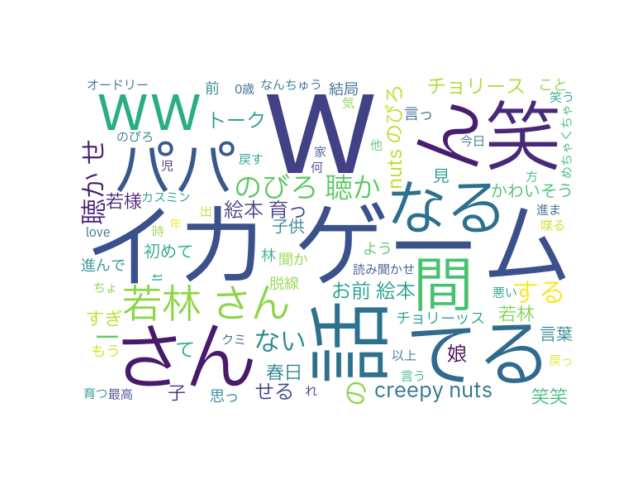 オードリー 前 0歳 なんちゅう 結局 チョリース こと
ww w 笑 笑う
トーク 気 nuts のびろ 言っ ん 今日 めちゃくちゃ
のびろ パパ 児 戻す 家 何 他
聴か せ のびろ 聴か 見 方 かわいそう
若様 カスミン 絵本 育っ なる 進ま
love イカ ゲーム 時 年 出 子供 喋る
進んで 初めて 林 聞か よう 間
lt 脱線 読み聞かせ
ちょ 若林 さん お前 絵本 悪い する
すぎ 話 てる チョリーッス 若林
一 もう て さん クミ ない 娘 言葉
春日 以上 戻っ
育つ 最高 子 思っ せる れ の 言う creepy nuts 笑笑